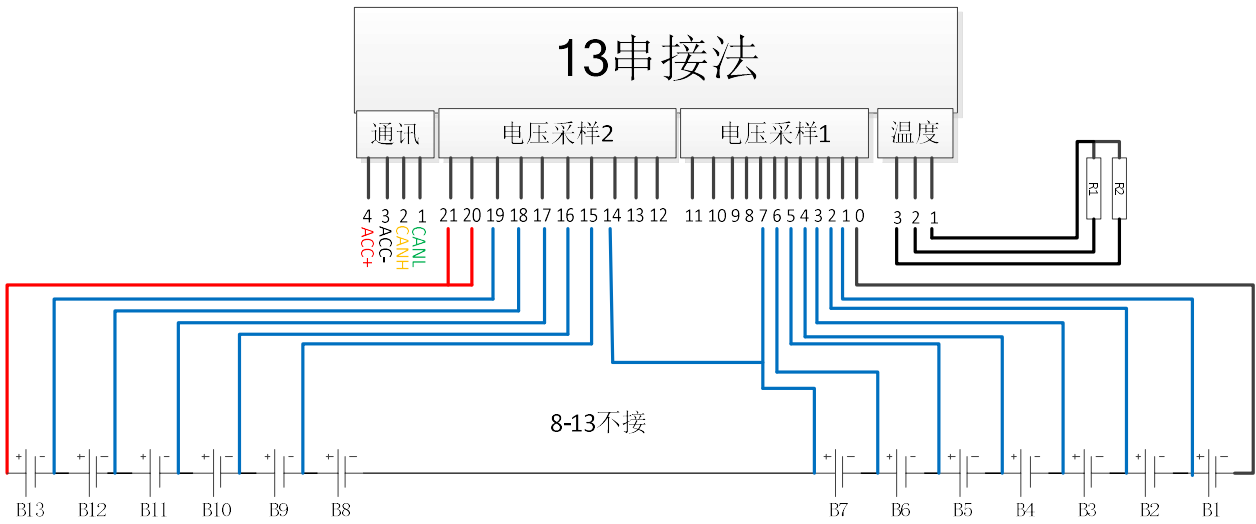 13串接法
通讯 电压采样2 电压采样1 温度
4 3 2 1 21 20 19 18 17 16 15 14 13 12 11 10 9 8 7 6 5 4 3 2 1 0 3 2 1
ACC+ ACC- CANH CANL
R1 R2
8-13不接
+ - + - + - + - + - + - + - + - + - + - + - + - + -
B13 B12 B11 B10 B9 B8 B7 B6 B5 B4 B3 B2 B1